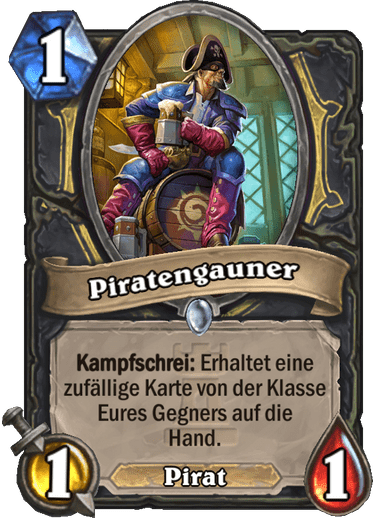 1
Piratengauner
Kampfschrei: Erhaltet eine
zufällige Karte von der Klasse
Eures Gegners auf die
Hand.
1
Pirat
1